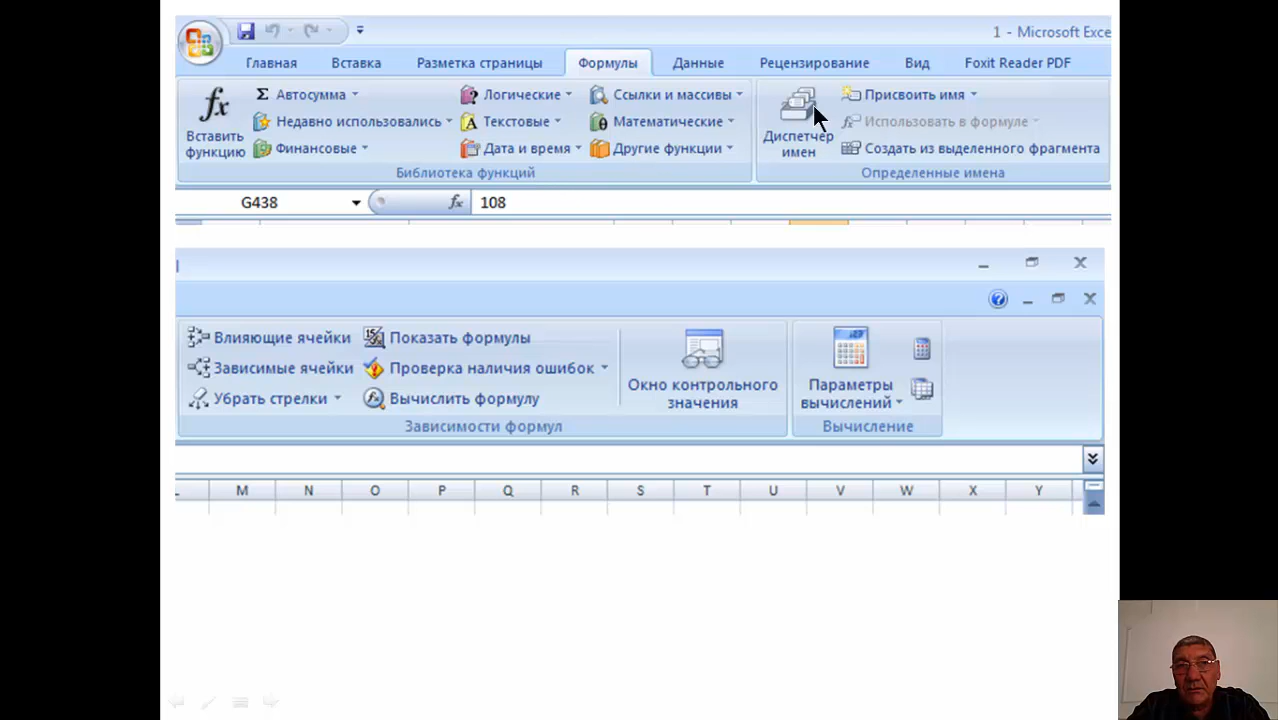 1 - Microsoft Exce
Главная Вставка Разметка страницы Формулы Данные Рецензирование Вид Foxit Reader PDF
fx Σ Автосумма Логические Ссылки и массивы Присвоить имя
Вставить функцию Недавно использовались Текстовые Математические Диспетчер имен Использовать в формуле
Финансовые Дата и время Другие функции Создать из выделенного фрагмента
Библиотека функций Определенные имена
G438 fx 108
Влияющие ячейки Показать формулы
Зависимые ячейки Проверка наличия ошибок Окно контрольного значения Параметры вычислений
Убрать стрелки Вычислить формулу
Зависимости формул Вычисление
M N O P Q R S T U V W X Y